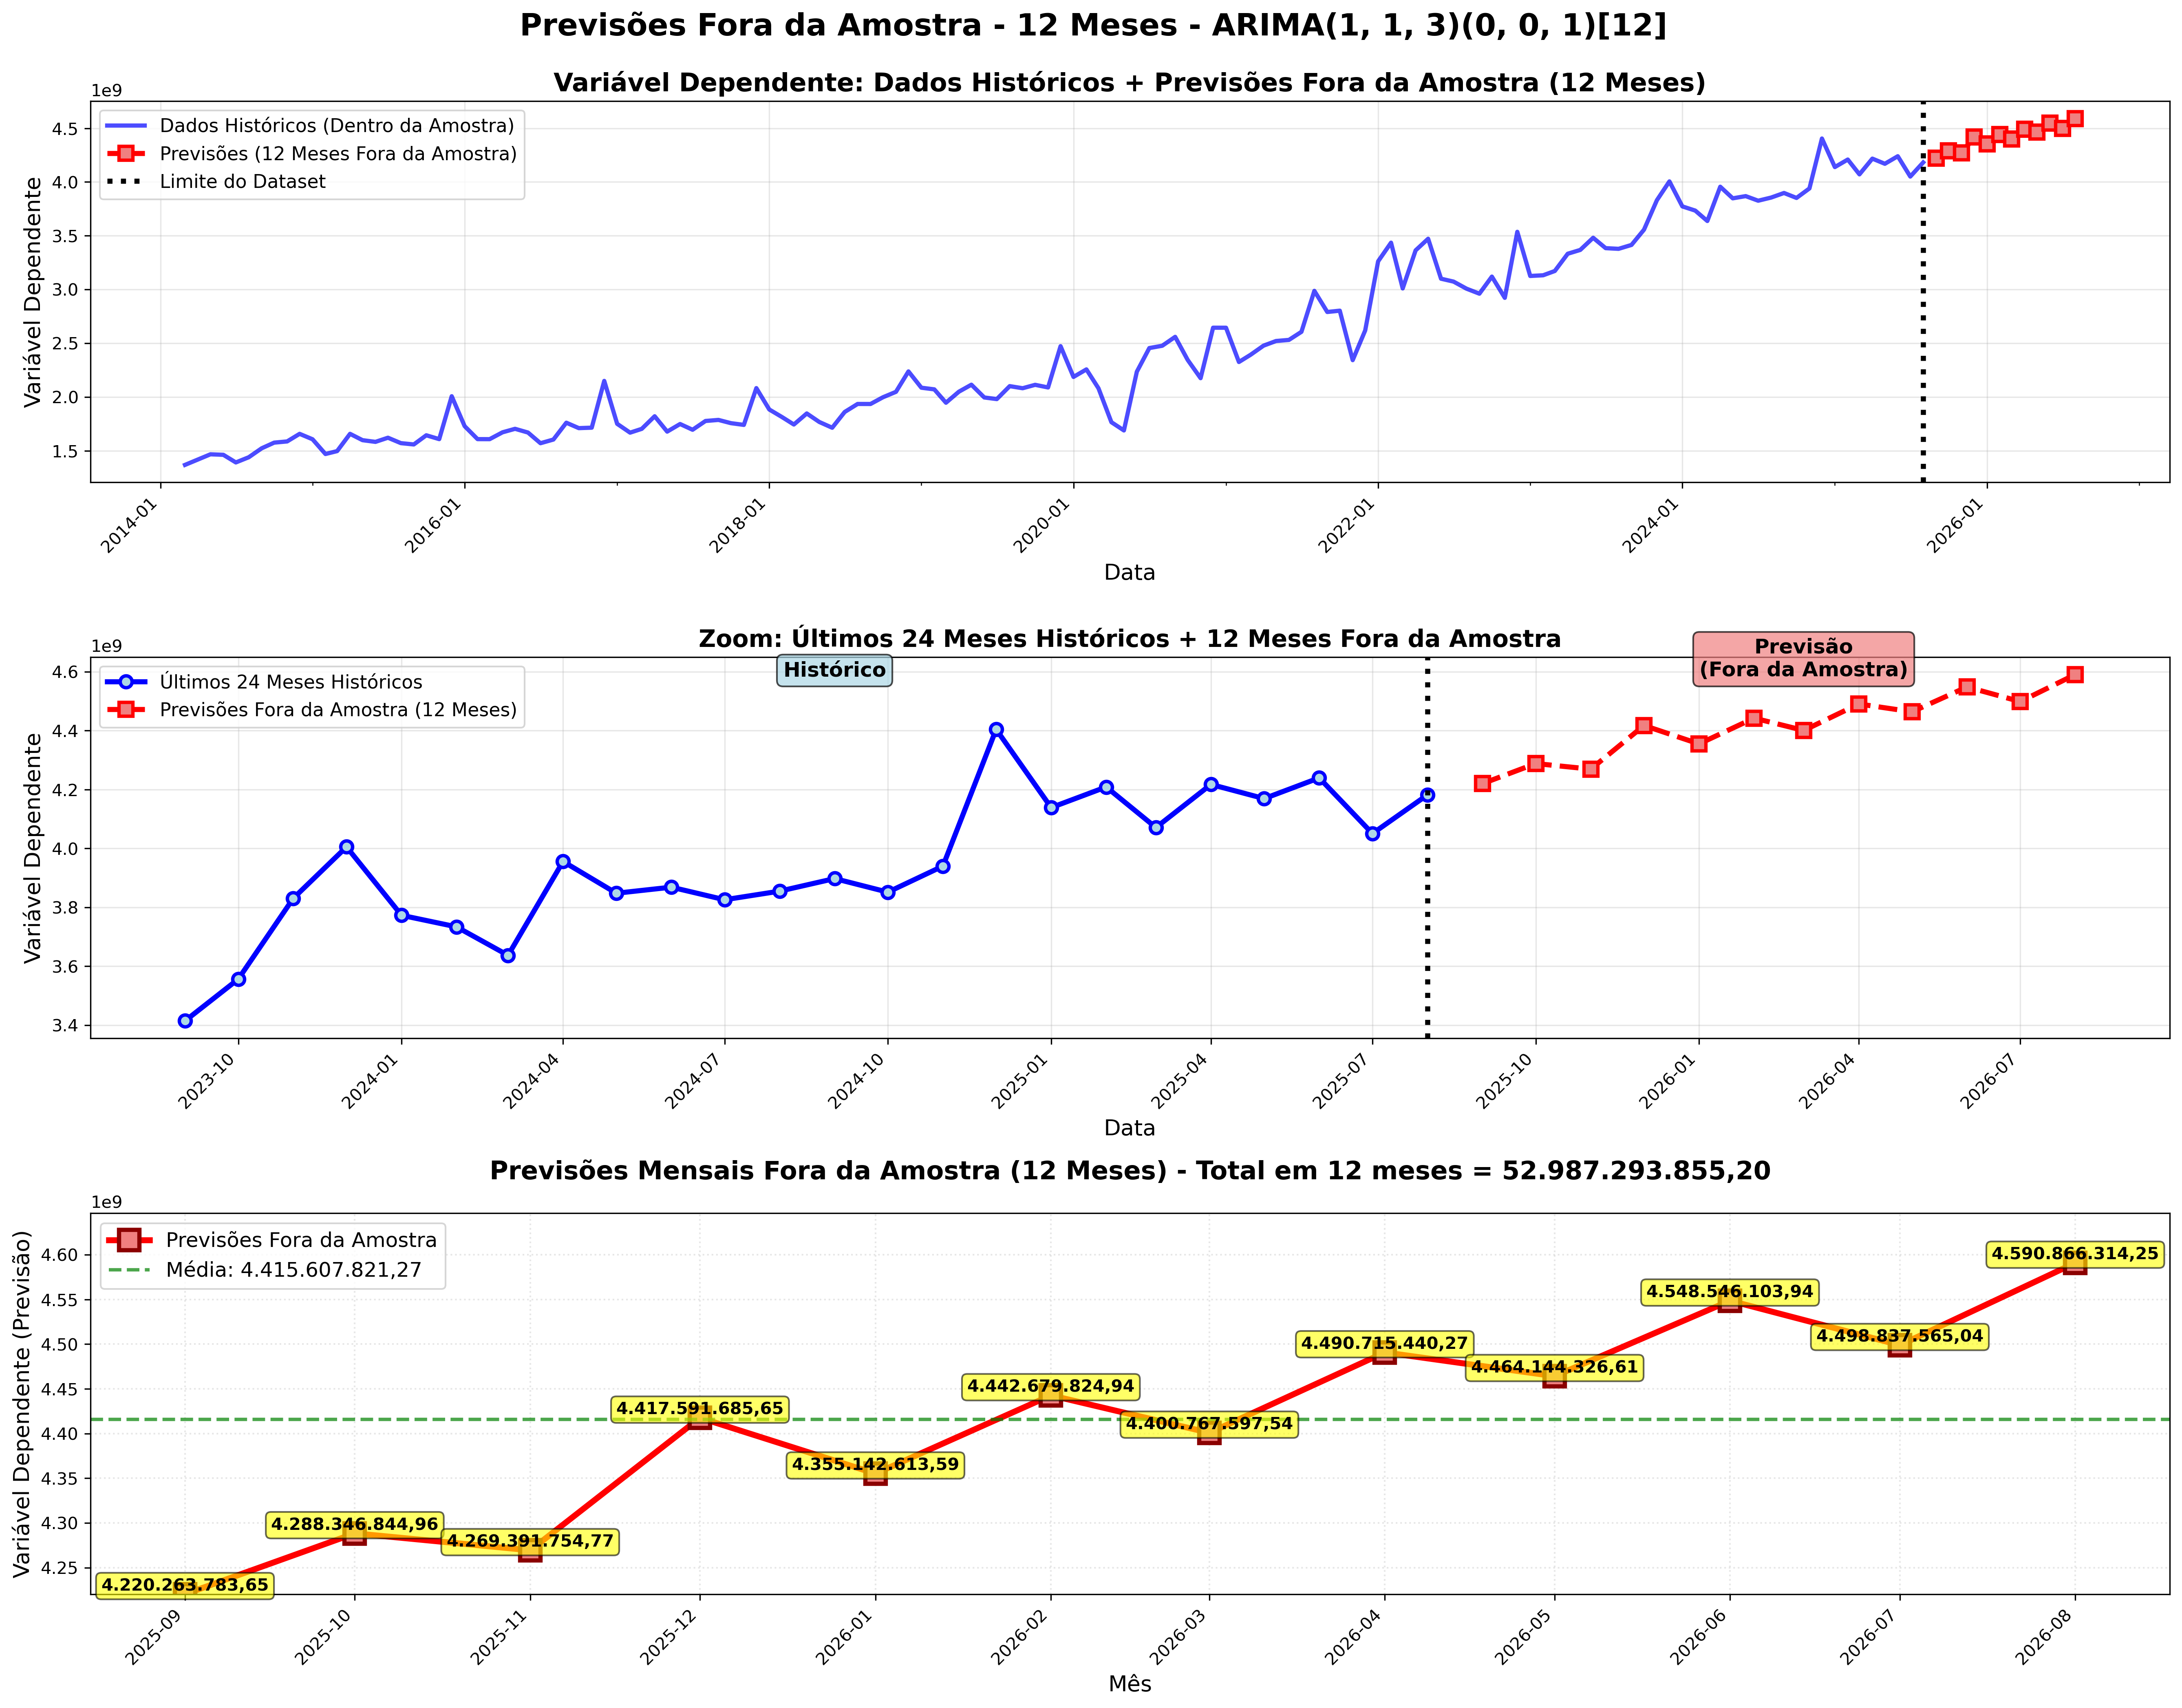 Previsões Fora da Amostra - 12 Meses - ARIMA(1, 1, 3)(0, 0, 1)[12]
Variável Dependente: Dados Históricos + Previsões Fora da Amostra (12 Meses)
1e9
Dados Históricos (Dentro da Amostra)
Previsões (12 Meses Fora da Amostra)
Limite do Dataset
Variável Dependente
4.5
4.0
3.5
3.0
2.5
2.0
1.5
2014-01
2016-01
2018-01
2020-01
2022-01
2024-01
2026-01
Data
Zoom: Últimos 24 Meses Históricos + 12 Meses Fora da Amostra
1e9
Últimos 24 Meses Históricos
Previsões Fora da Amostra (12 Meses)
Histórico
Previsão
(Fora da Amostra)
Variável Dependente
4.6
4.4
4.2
4.0
3.8
3.6
3.4
2023-10
2024-01
2024-04
2024-07
2024-10
2025-01
2025-04
2025-07
2025-10
2026-01
2026-04
2026-07
Data
Previsões Mensais Fora da Amostra (12 Meses) - Total em 12 meses = 52.987.293.855,20
1e9
Previsões Fora da Amostra
Média: 4.415.607.821,27
Variável Dependente (Previsão)
4.60
4.55
4.50
4.45
4.40
4.35
4.30
4.25
4.220.263.783,65
4.288.346.844,96
4.269.391.754,77
4.417.591.685,65
4.355.142.613,59
4.442.679.824,94
4.400.767.597,54
4.490.715.440,27
4.464.144.326,61
4.548.546.103,94
4.498.837.565,04
4.590.866.314,25
2025-09
2025-10
2025-11
2025-12
2026-01
2026-02
2026-03
2026-04
2026-05
2026-06
2026-07
2026-08
Mês